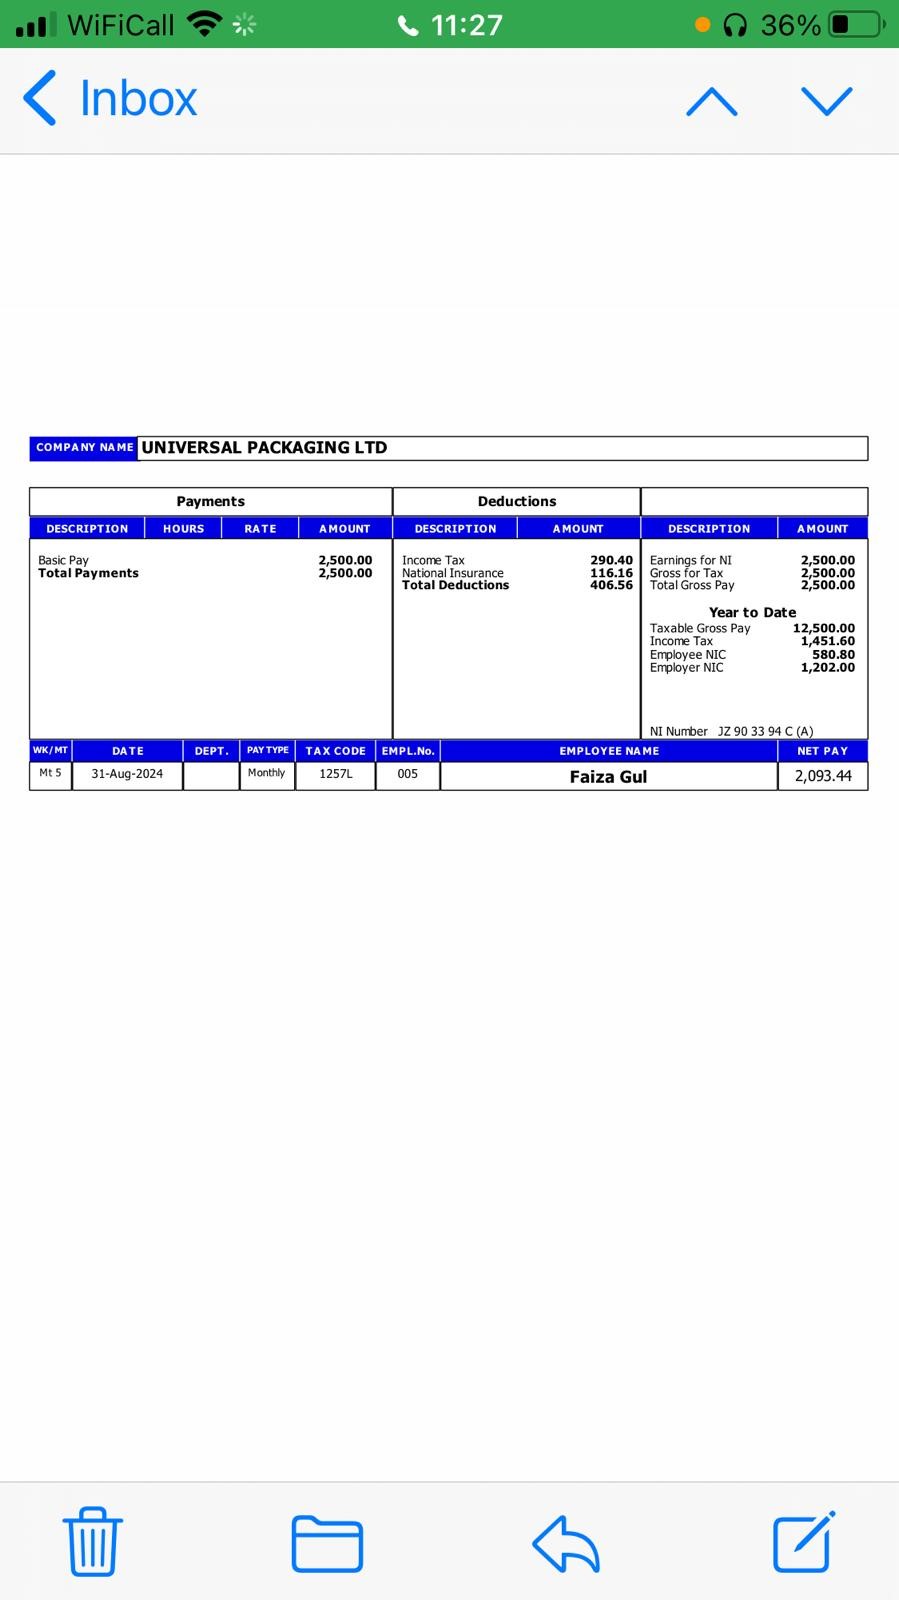 WiFiCall 11:27 36%
Inbox
COMPANY NAME UNIVERSAL PACKAGING LTD
Payments Deductions
DESCRIPTION HOURS RATE AMOUNT DESCRIPTION AMOUNT DESCRIPTION AMOUNT
Basic Pay 2,500.00 Income Tax 290.40 Earnings for NI 2,500.00
Total Payments 2,500.00 National Insurance 116.16 Gross for Tax 2,500.00
Total Deductions 406.56 Total Gross Pay 2,500.00
Year to Date
Taxable Gross Pay 12,500.00
Income Tax 1,451.60
Employee NIC 580.80
Employer NIC 1,202.00
NI Number JZ 90 33 94 C (A)
WK/MT DATE DEPT. PAY TYPE TAX CODE EMPL.No. EMPLOYEE NAME NET PAY
Mt 5 31-Aug-2024 Monthly 1257L 005 Faiza Gul 2,093.44